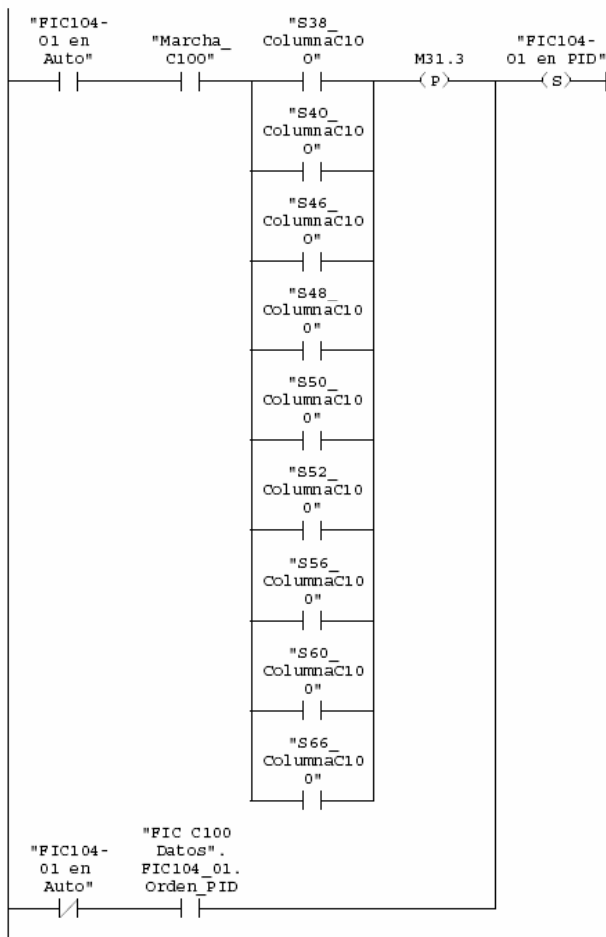 "FIC104-
01 en
Auto"
"Marcha_
C100"
"S38_
ColumnaC10
0"
M31.3
(P)
"FIC104-
01 en PID"
(S)
"S40_
ColumnaC10
0"
"S46_
ColumnaC10
0"
"S48_
ColumnaC10
0"
"S50_
ColumnaC10
0"
"S52_
ColumnaC10
0"
"S56_
ColumnaC10
0"
"S60_
ColumnaC10
0"
"S66_
ColumnaC10
0"
"FIC104-
01 en
Auto"
"FIC C100
Datos".
FIC104_01.
Orden_PID